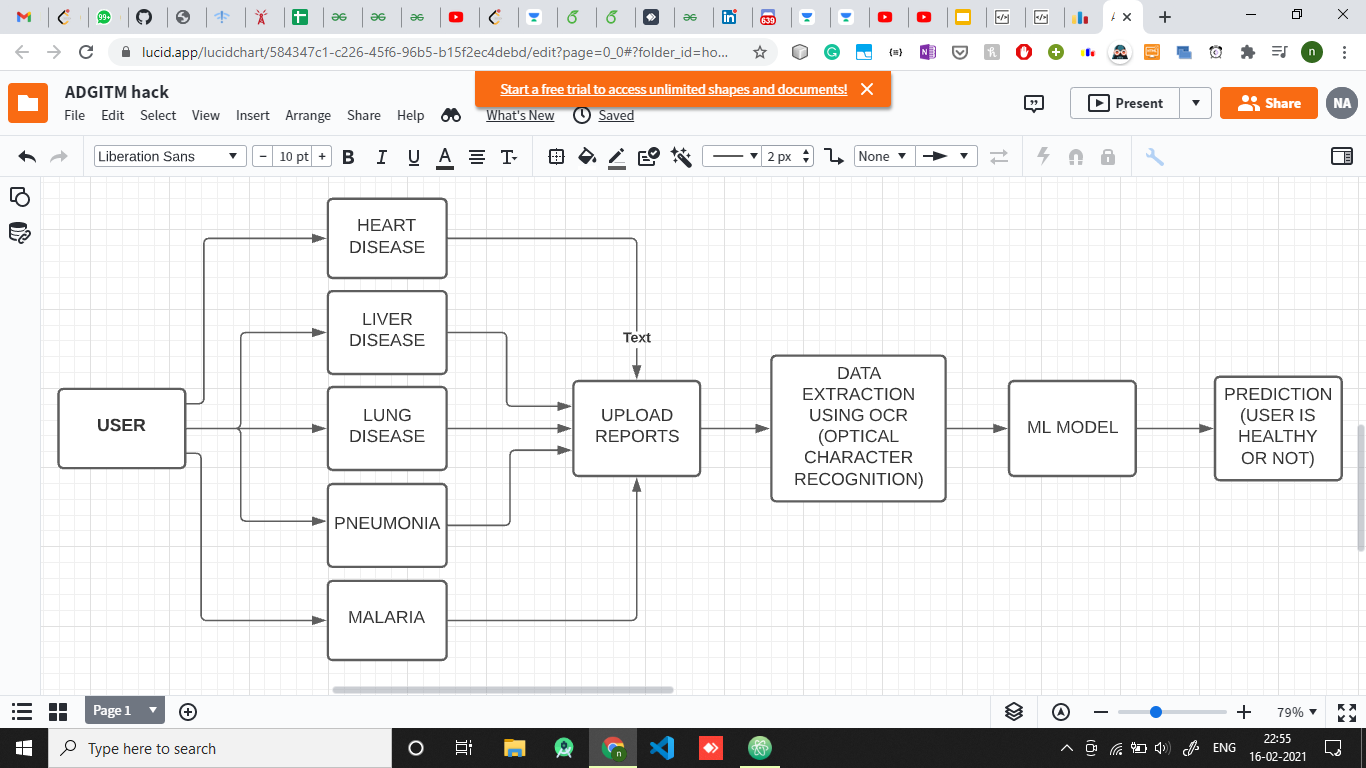 99+
639
lucid.app/lucidchart/584347c1-c226-45f6-96b5-b15f2ec4debd/edit?page=0_0#?folder_id=ho...
n
ADGITM hack
Start a free trial to access unlimited shapes and documents!
File Edit Select View Insert Arrange Share Help What's New Saved
Present
Share
NA
Liberation Sans
10 pt
B I U A T
2 px
None
HEART
DISEASE
LIVER
DISEASE
LUNG
DISEASE
PNEUMONIA
MALARIA
USER
Text
UPLOAD
REPORTS
DATA
EXTRACTION
USING OCR
(OPTICAL
CHARACTER
RECOGNITION)
ML MODEL
PREDICTION
(USER IS
HEALTHY
OR NOT)
Page 1
79%
Type here to search
ENG
22:55
16-02-2021